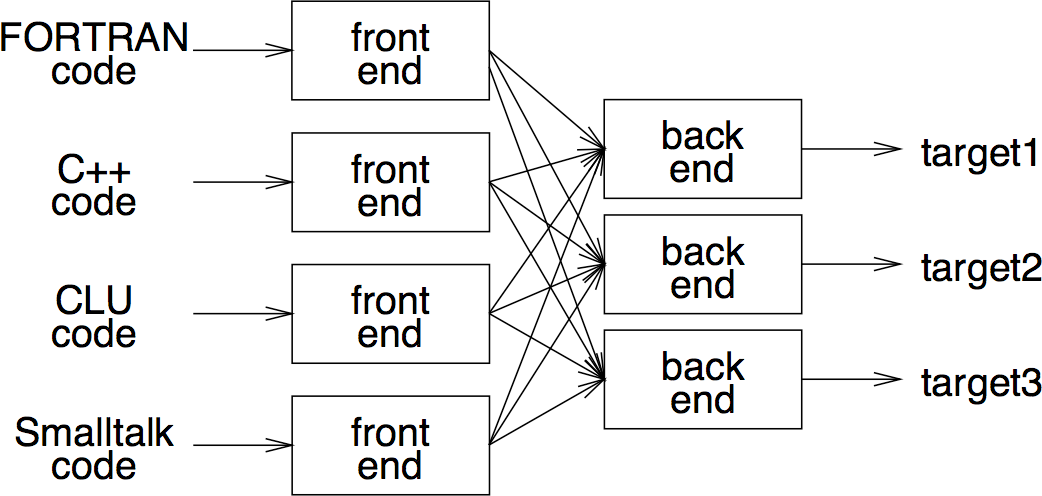 FORTRAN
code
front
end
C++
code
front
end
CLU
code
front
end
Smalltalk
code
front
end
back
end
target1
back
end
target2
back
end
target3